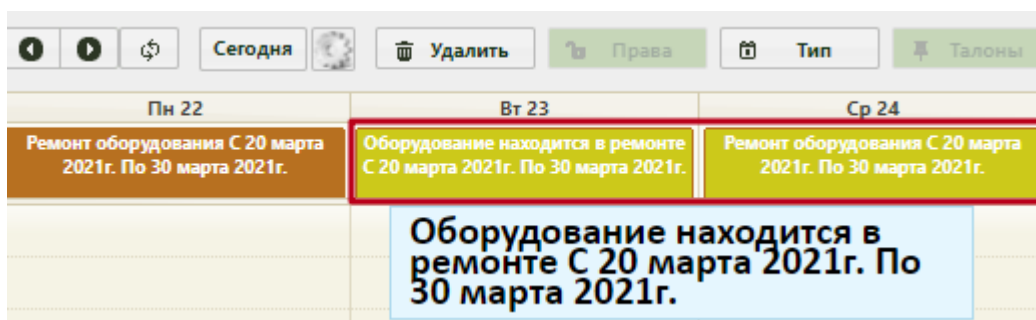 Сегодня Удалить Права Тип Талоны
Пн 22 Вт 23 Ср 24
Ремонт оборудования С 20 марта
2021г. По 30 марта 2021г.
Оборудование находится в ремонте
С 20 марта 2021г. По 30 марта 2021г.
Ремонт оборудования С 20 марта
2021г. По 30 марта 2021г.
Оборудование находится в
ремонте С 20 марта 2021г. По
30 марта 2021г.